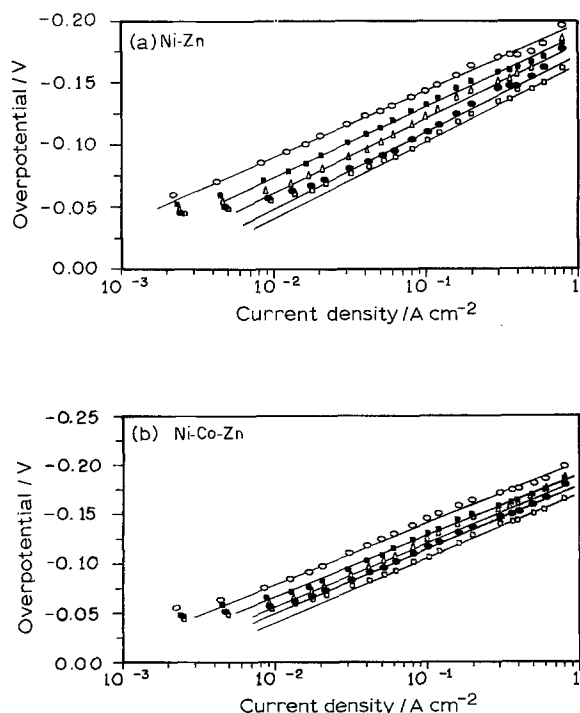 -0.20
(a) Ni-Zn
-0.15
-0.10
-0.05
0.00
Overpotential / V
10⁻³ 10⁻² 10⁻¹ 1
Current density /A cm⁻²
-0.25
(b) Ni-Co-Zn
-0.20
-0.15
-0.10
-0.05
0.00
Overpotential / V
10⁻³ 10⁻² 10⁻¹ 1
Current density /A cm⁻²